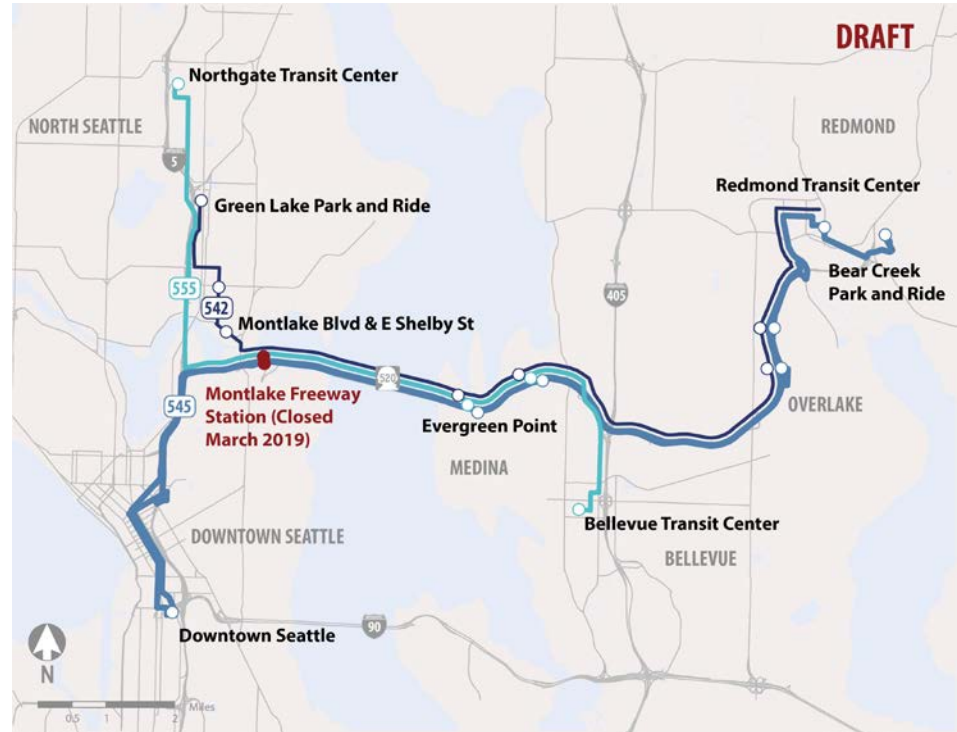 DRAFT
Northgate Transit Center
NORTH SEATTLE
REDMOND
5
Redmond Transit Center
Green Lake Park and Ride
Bear Creek
Park and Ride
555
542
405
Montlake Blvd & E Shelby St
520
545
Montlake Freeway
Station (Closed
March 2019)
Evergreen Point
OVERLAKE
MEDINA
Bellevue Transit Center
DOWNTOWN SEATTLE
BELLEVUE
90
Downtown Seattle
N
Miles
0.5
1
2